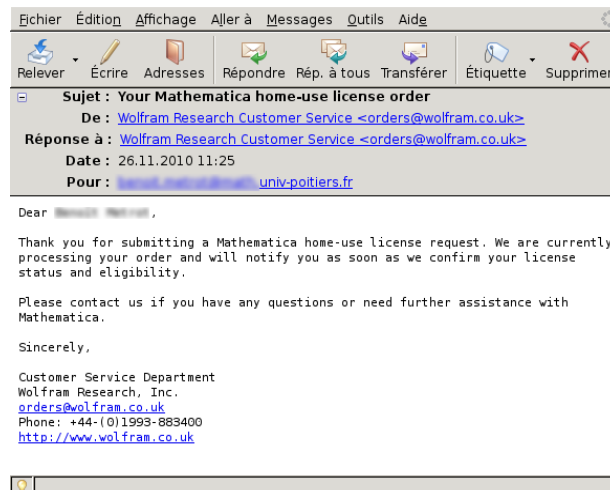 Fichier Édition Affichage Aller à Messages Outils Aide
Relever Écrire Adresses Répondre Rép. à tous Transférer Étiquette Supprimer
Sujet : Your Mathematica home-use license order
De : Wolfram Research Customer Service <orders@wolfram.co.uk>
Réponse à : Wolfram Research Customer Service <orders@wolfram.co.uk>
Date : 26.11.2010 11:25
Pour : univ-poitiers.fr
Dear ,
Thank you for submitting a Mathematica home-use license request. We are currently
processing your order and will notify you as soon as we confirm your license
status and eligibility.
Please contact us if you have any questions or need further assistance with
Mathematica.
Sincerely,
Customer Service Department
Wolfram Research, Inc.
orders@wolfram.co.uk
Phone: +44-(0)1993-883400
http://www.wolfram.co.uk